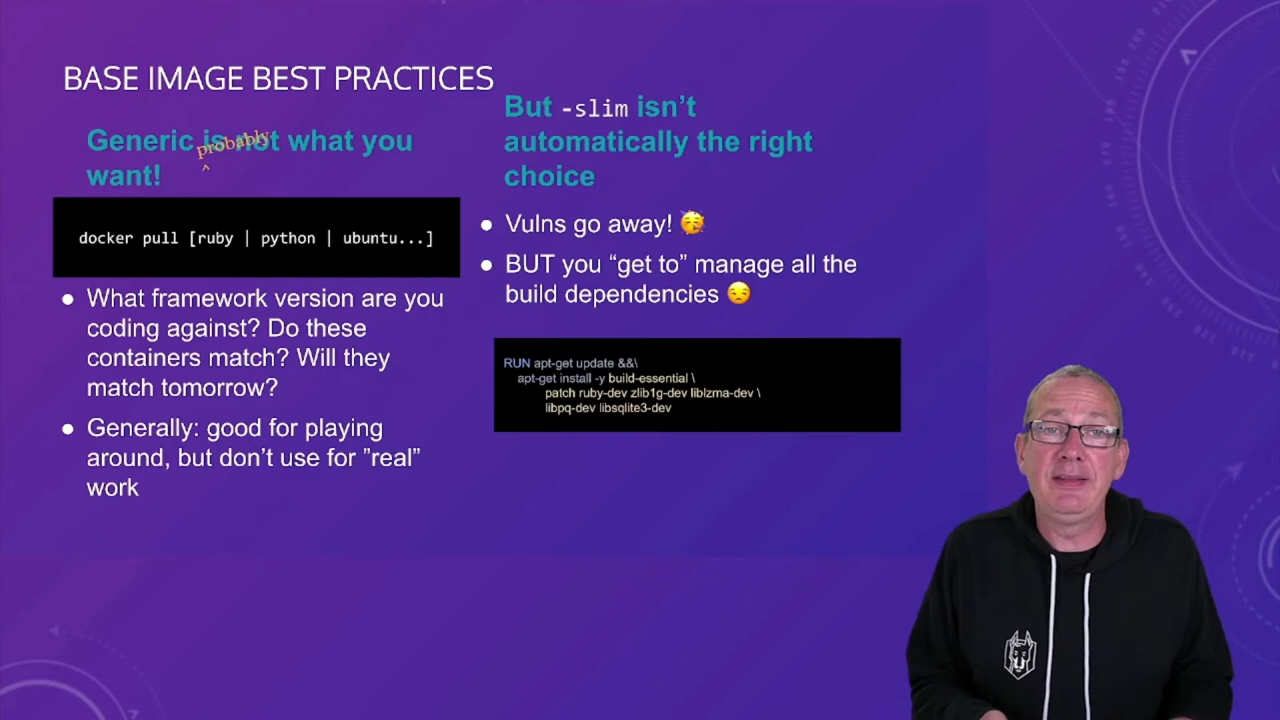 BASE IMAGE BEST PRACTICES
Generic is not what you
probably
^
want!
docker pull [ruby | python | ubuntu...]
● What framework version are you
coding against? Do these
containers match? Will they
match tomorrow?
● Generally: good for playing
around, but don’t use for ”real”
work
But -slim isn’t
automatically the right
choice
● Vulns go away! 🥳
● BUT you “get to” manage all the
build dependencies 😒
RUN apt-get update &&\
apt-get install -y build-essential \
patch ruby-dev zlib1g-dev liblzma-dev \
libpq-dev libsqlite3-dev